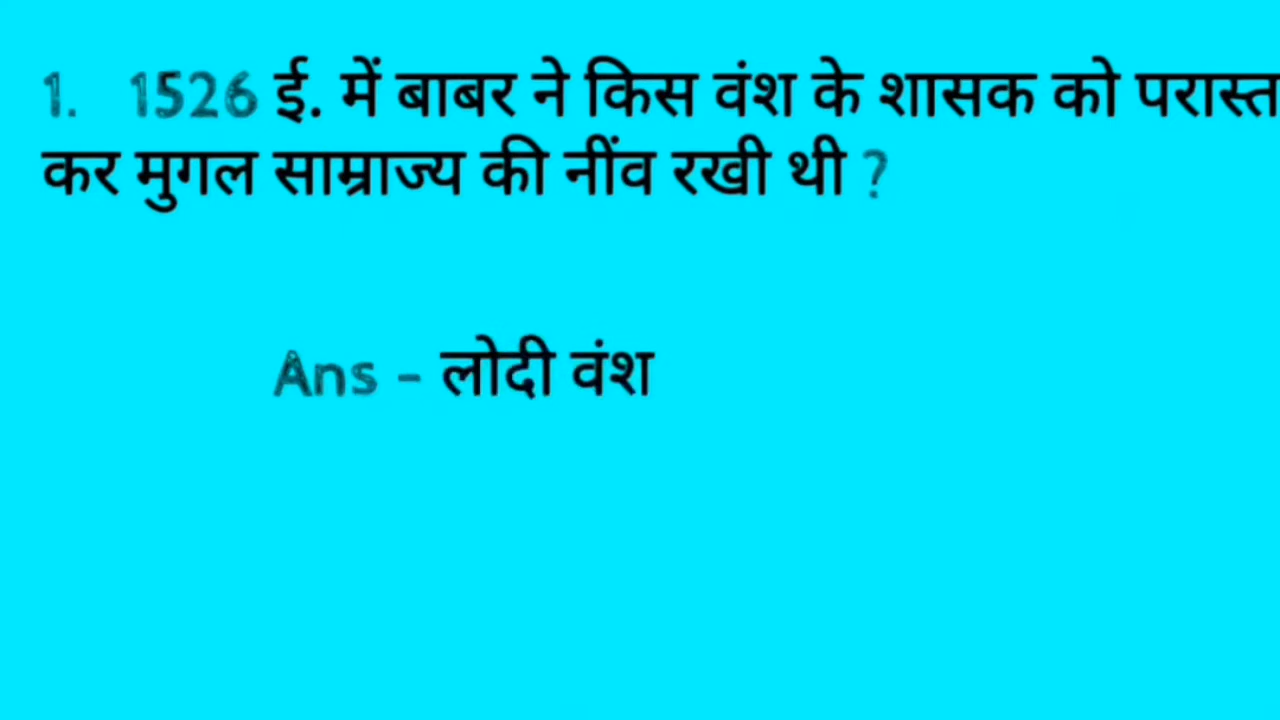 1. 1526 ई. में बाबर ने किस वंश के शासक को परास्त
कर मुगल साम्राज्य की नींव रखी थी ?
Ans - लोदी वंश